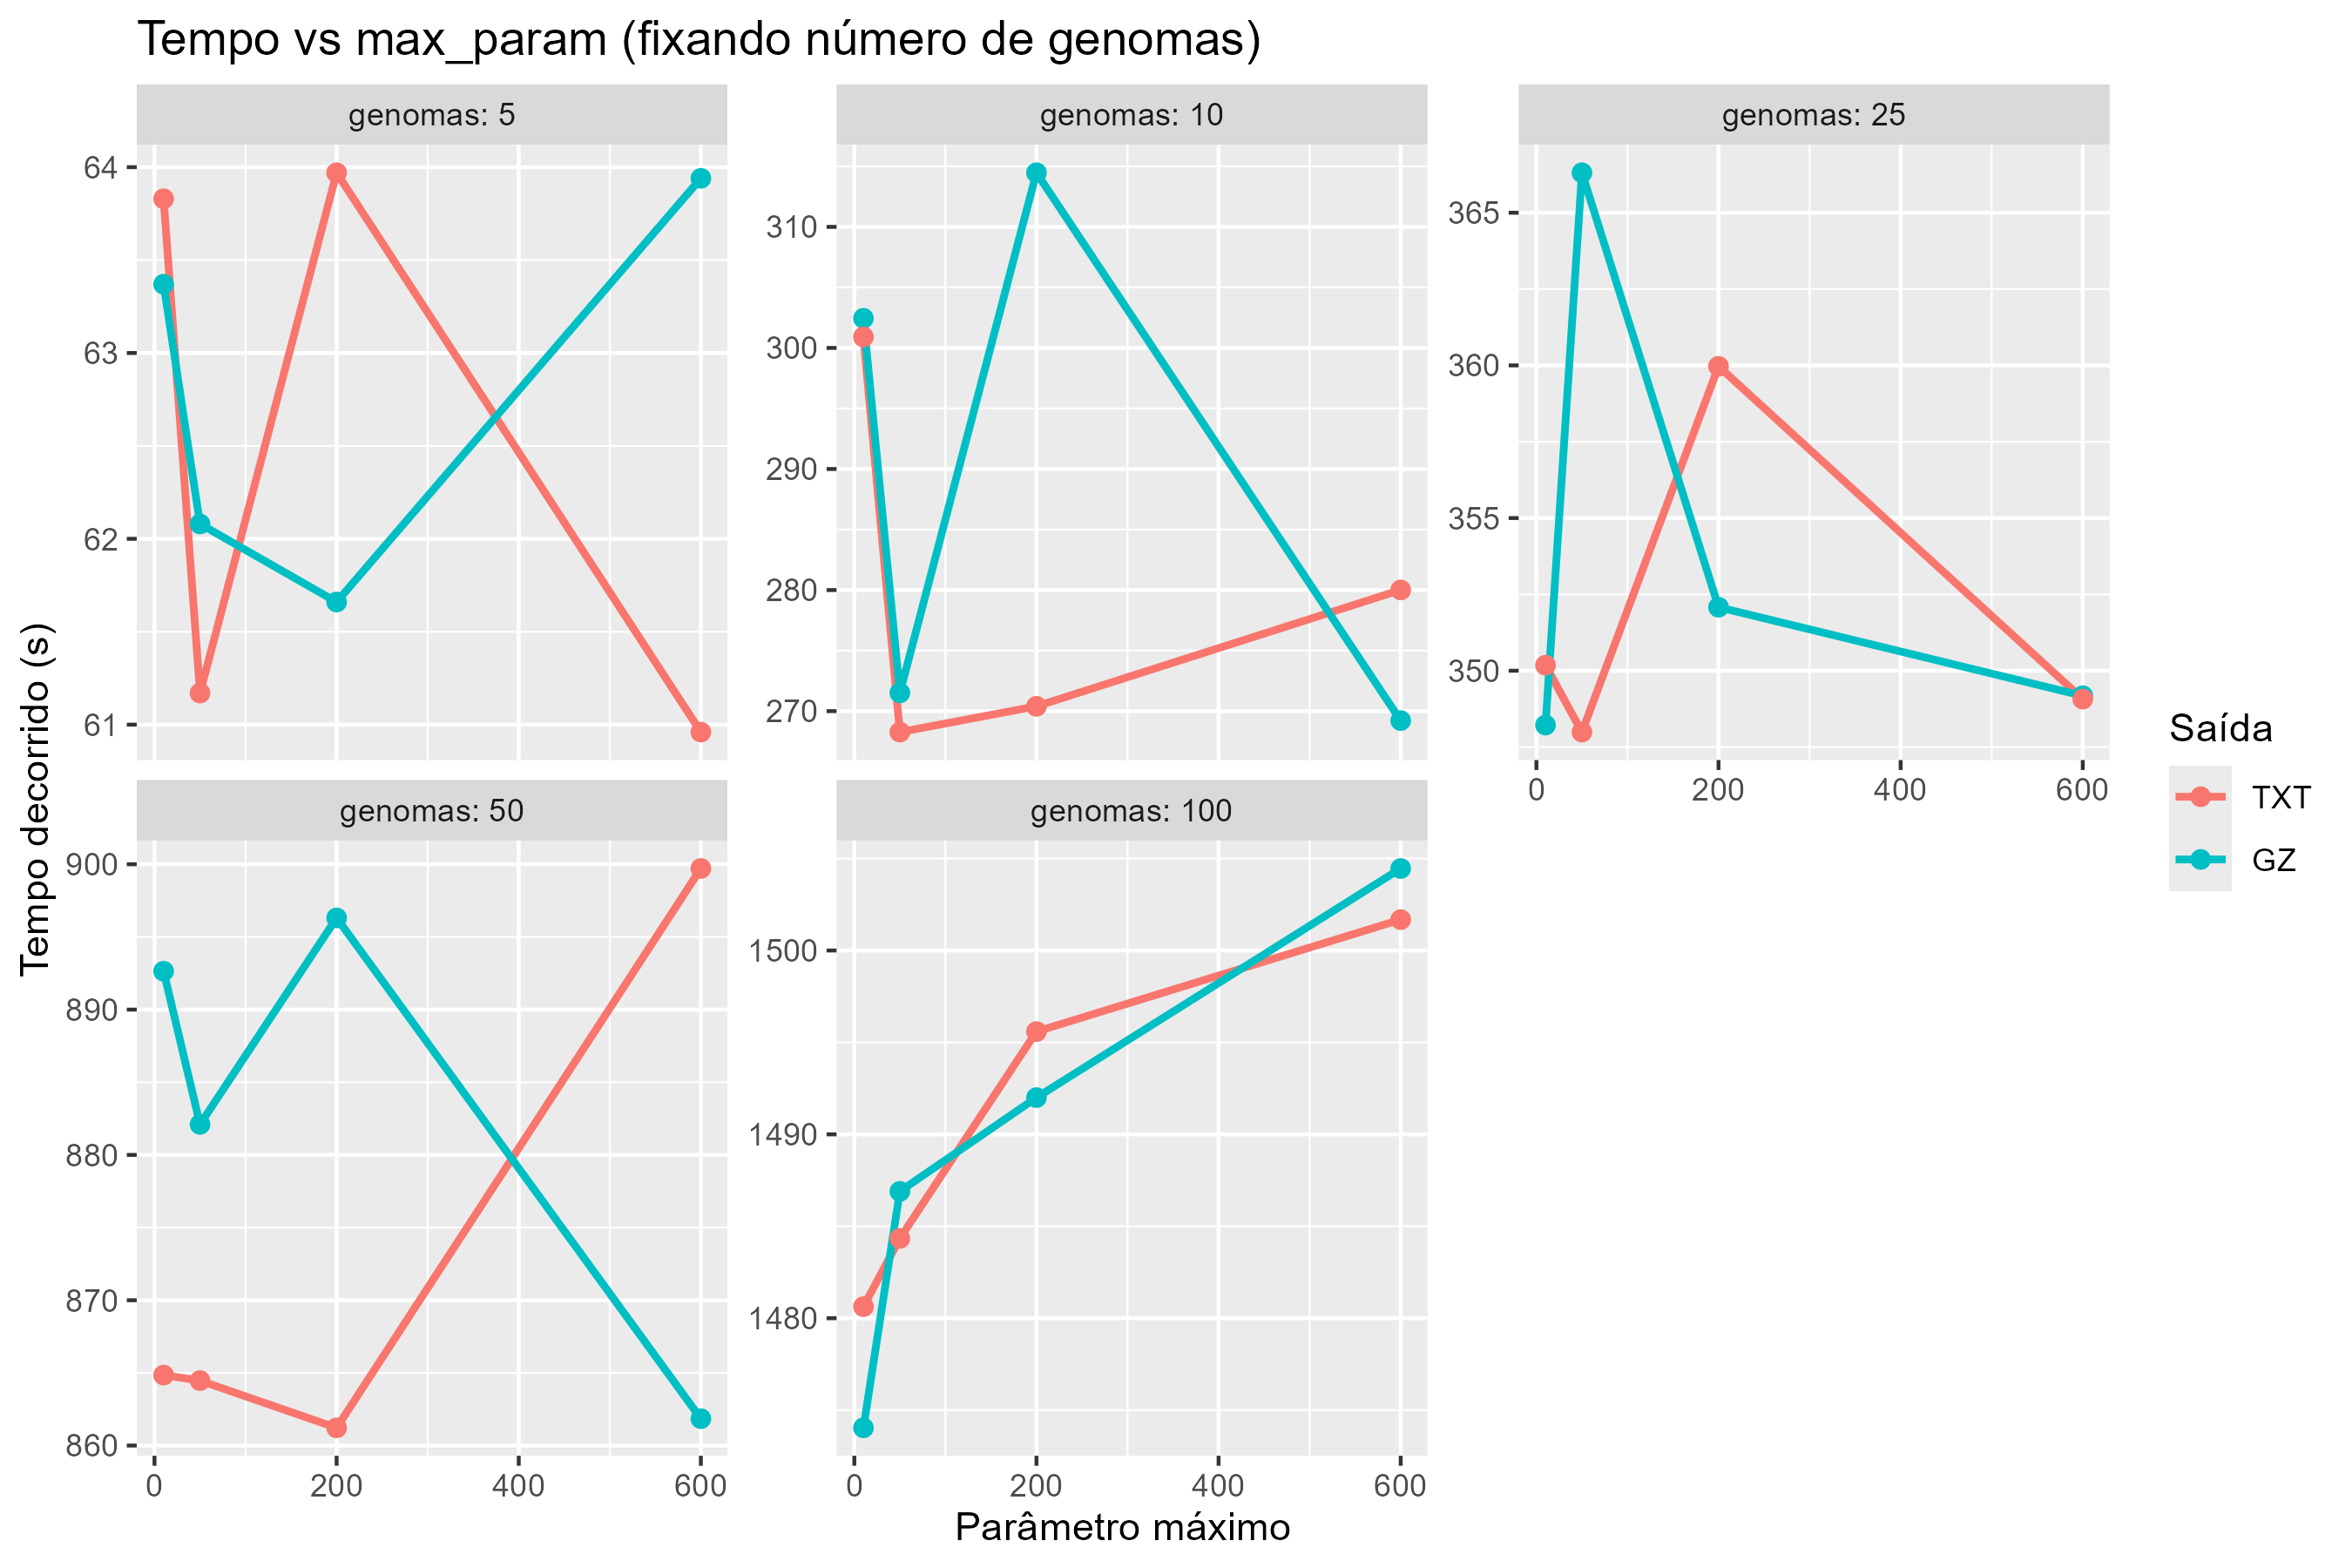 Tempo vs max_param (fixando número de genomas)
genomas: 5
genomas: 10
genomas: 25
64
63
62
61
310
300
290
280
270
365
360
355
350
0 200 400 600
genomas: 50
genomas: 100
900
890
880
870
860
1500
1490
1480
0 200 400 600
0 200 400 600
Tempo decorrido (s)
Parâmetro máximo
Saída
TXT
GZ